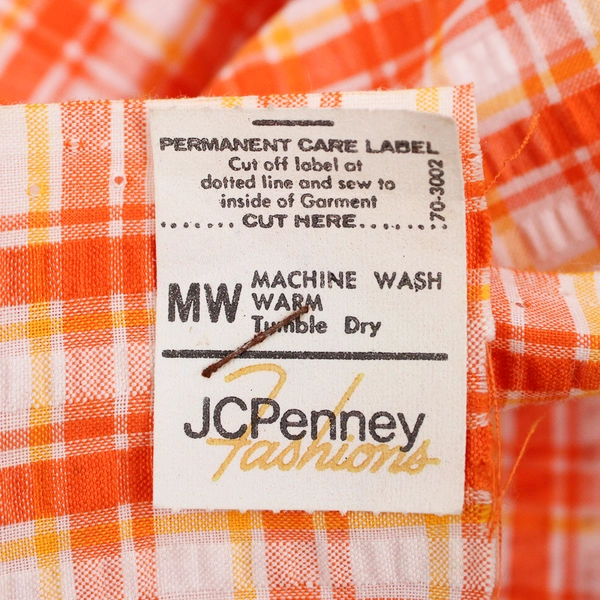 PERMANENT CARE LABEL
Cut off label at
dotted line and sew to
inside of Garment
70-3002
.......CUT HERE.......
MW
MACHINE WASH
WARM
Tumble Dry
JCPenney
Fashions